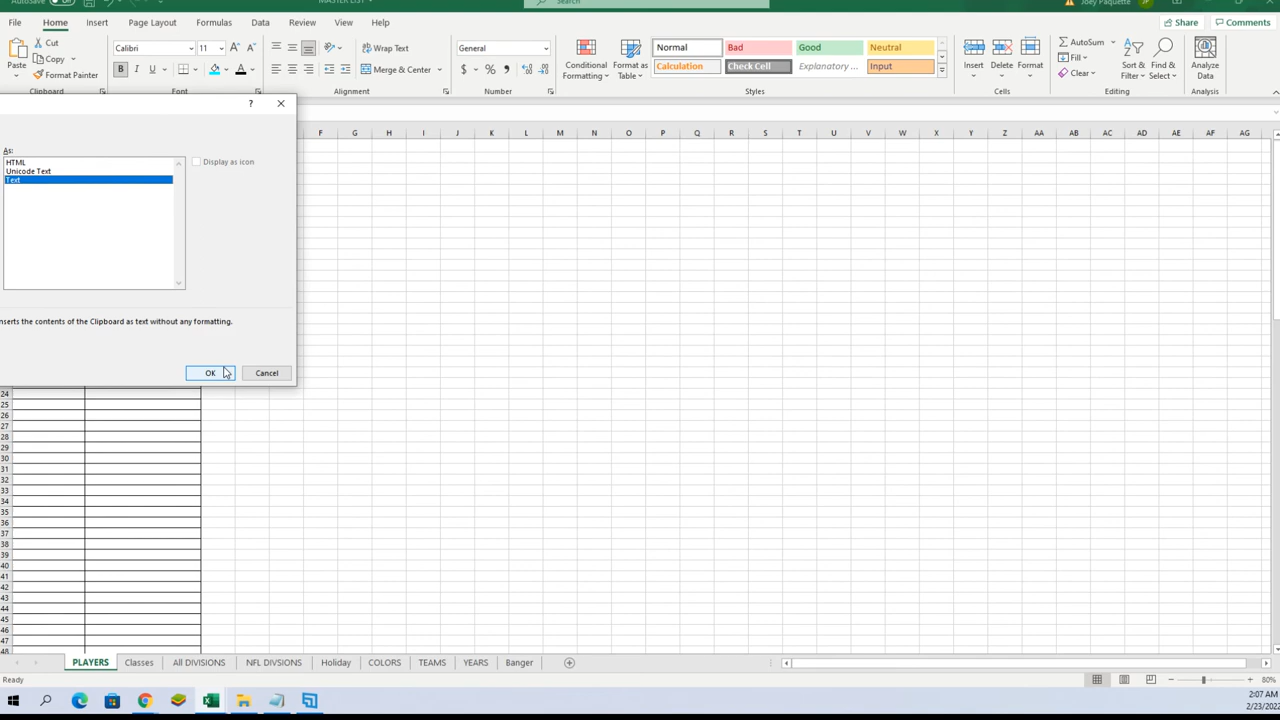 AutoSave
MASTER LIST
Search
Joey Paquette
JP
File Home Insert Page Layout Formulas Data Review View Help
Share Comments
Paste
Cut
Copy
Format Painter
Clipboard
Calibri 11
B I U
Font
Wrap Text
Merge & Center
Alignment
General
$ % ,
Number
Conditional Formatting
Format as Table
Normal Bad Good Neutral
Calculation Check Cell Explanatory ... Input
Styles
Insert Delete Format
Cells
AutoSum
Fill
Clear
Sort & Filter
Find & Select
Editing
Analyze Data
Analysis
?
As:
HTML
Unicode Text
Text
Display as icon
nserts the contents of the Clipboard as text without any formatting.
OK Cancel
F G H I J K L M N O P Q R S T U V W X Y Z AA AB AC AD AE AF AG
24
25
26
27
28
29
30
31
32
33
34
35
36
37
38
39
40
41
42
43
44
45
46
47
48
PLAYERS Classes All DIVISIONS NFL DIVSIONS Holiday COLORS TEAMS YEARS Banger
Ready
80%
2:07 AM
2/23/2022